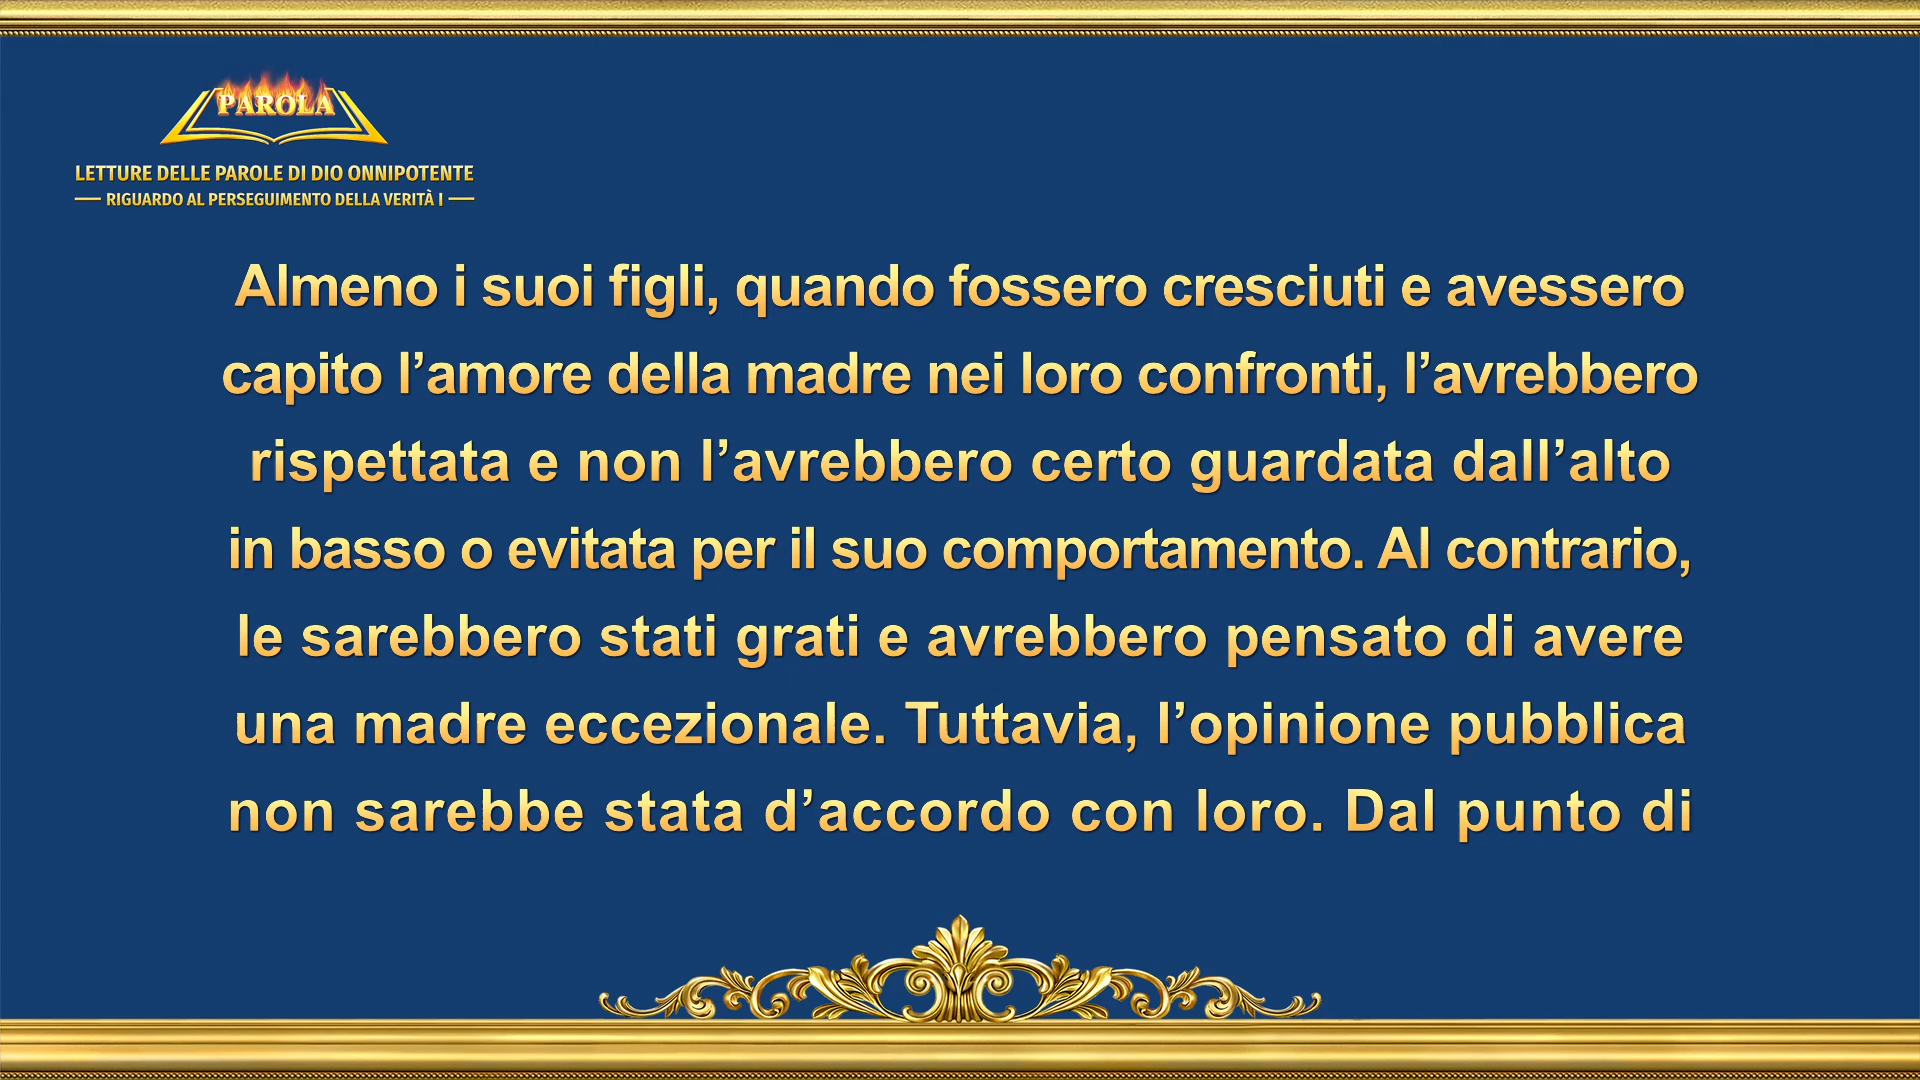 PAROLA
LETTURE DELLE PAROLE DI DIO ONNIPOTENTE
RIGUARDO AL PERSEGUIMENTO DELLA VERITÀ I
Almeno i suoi figli, quando fossero cresciuti e avessero
capito l’amore della madre nei loro confronti, l’avrebbero
rispettata e non l’avrebbero certo guardata dall’alto
in basso o evitata per il suo comportamento. Al contrario,
le sarebbero stati grati e avrebbero pensato di avere
una madre eccezionale. Tuttavia, l’opinione pubblica
non sarebbe stata d’accordo con loro. Dal punto di